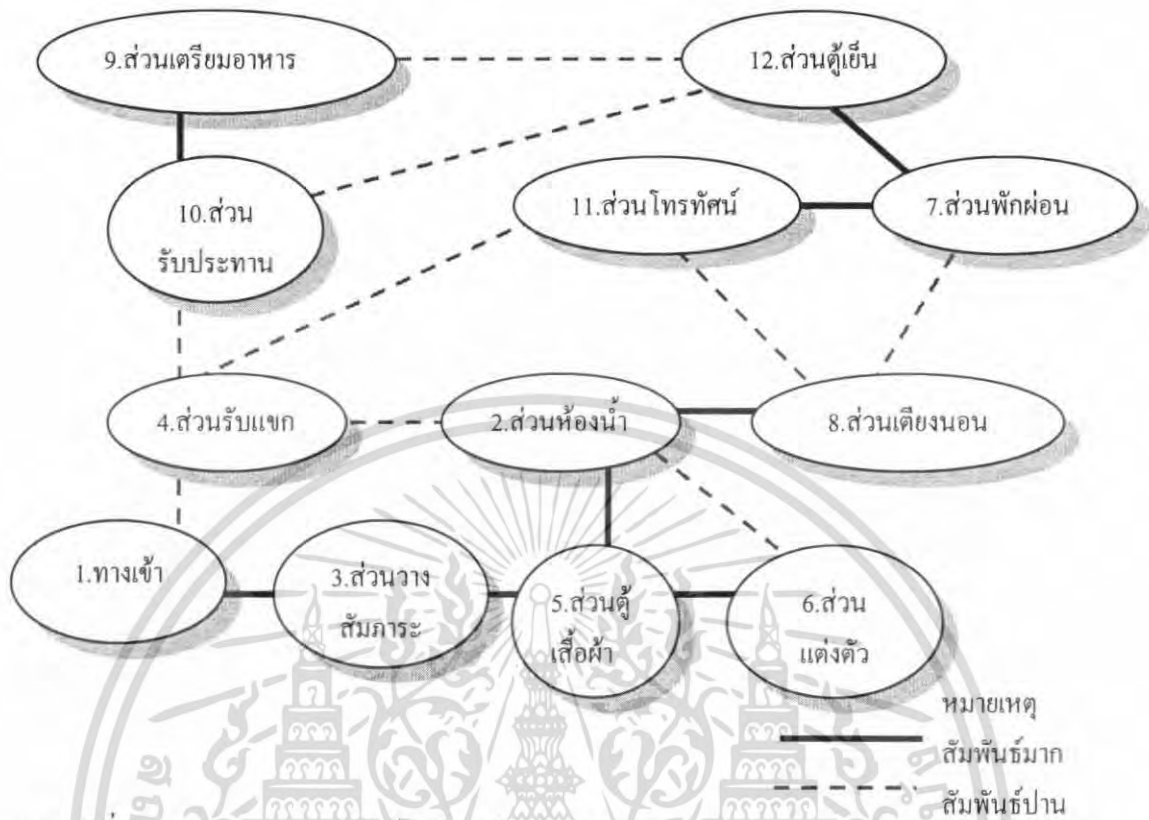 9.ส่วนเตรียมอาหาร
12.ส่วนตู้เย็น
10.ส่วน
รับประทาน
11.ส่วนโทรทัศน์
7.ส่วนพักผ่อน
4.ส่วนรับแขก
2.ส่วนห้องน้ำ
8.ส่วนเตียงนอน
1.ทางเข้า
3.ส่วนวาง
สัมภาระ
5.ส่วนตู้
เสื้อผ้า
6.ส่วน
แต่งตัว
หมายเหตุ
สัมพันธ์มาก
สัมพันธ์ปาน